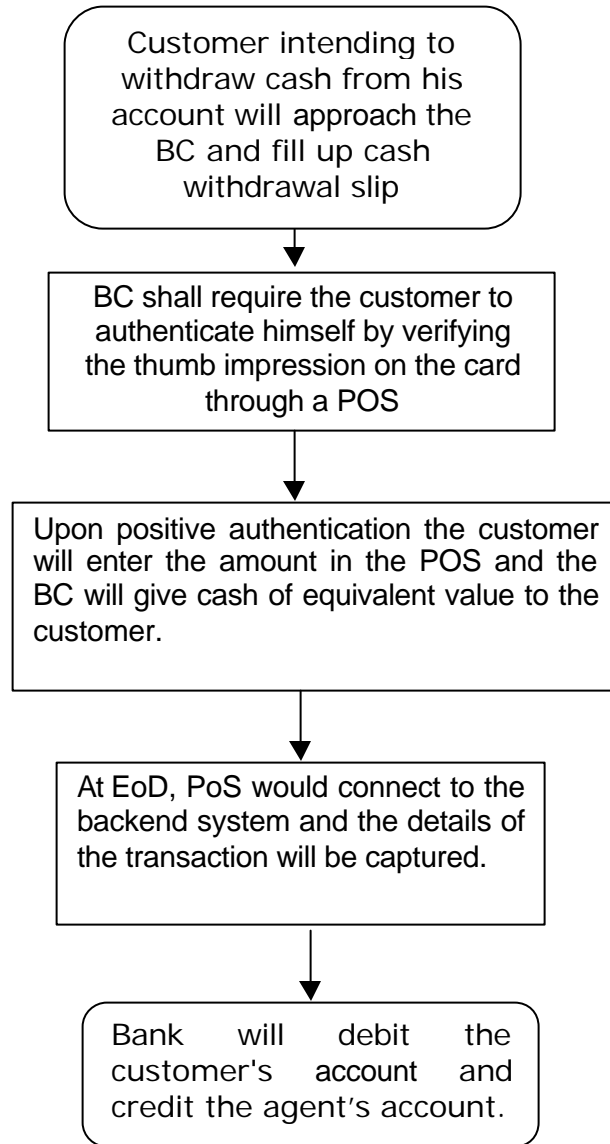 Customer intending to
withdraw cash from his
account will approach the
BC and fill up cash
withdrawal slip
BC shall require the customer to
authenticate himself by verifying
the thumb impression on the card
through a POS
Upon positive authentication the customer
will enter the amount in the POS and the
BC will give cash of equivalent value to the
customer.
At EoD, PoS would connect to the
backend system and the details of
the transaction will be captured.
Bank will debit the
customer's account and
credit the agent's account.